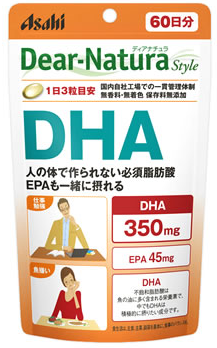 Asahi
60日分
ディアナチュラ
Dear-Natura
Style
1日3粒目安
国内自社工場での一貫管理体制
無香料・無着色 保存料無添加
DHA
人の体で作られない必須脂肪酸
EPAも一緒に摂れる
仕事
勉強
DHA
350mg
EPA 45mg
魚嫌い
DHA
不飽和脂肪酸は
魚の油に多く含まれる栄養素で、
中でもDHAは
積極的に摂りたい成分です。